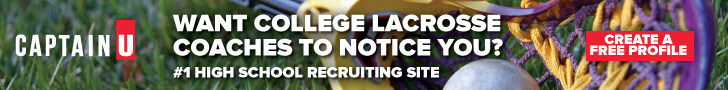 CAPTAIN U
WANT COLLEGE LACROSSE
COACHES TO NOTICE YOU?
#1 HIGH SCHOOL RECRUITING SITE
CREATE A
FREE PROFILE